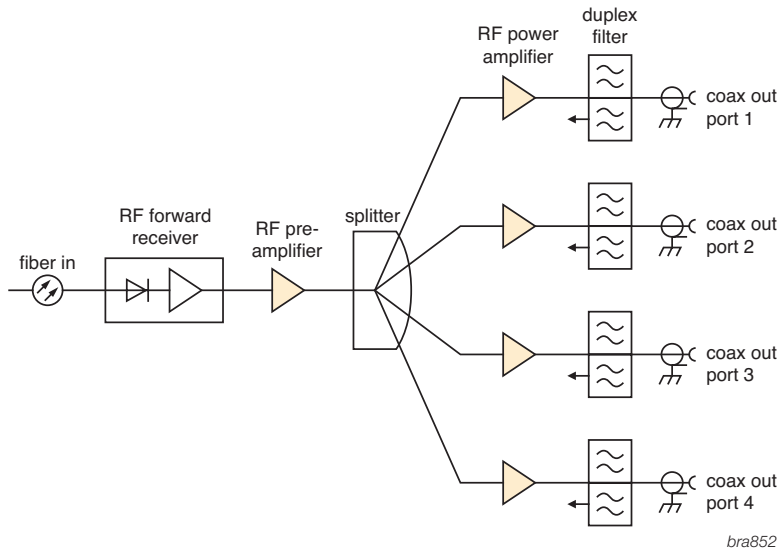 duplex
filter
RF power
amplifier
coax out
port 1
RF forward
receiver
RF pre-
amplifier
splitter
coax out
port 2
fiber in
coax out
port 3
coax out
port 4
bra852